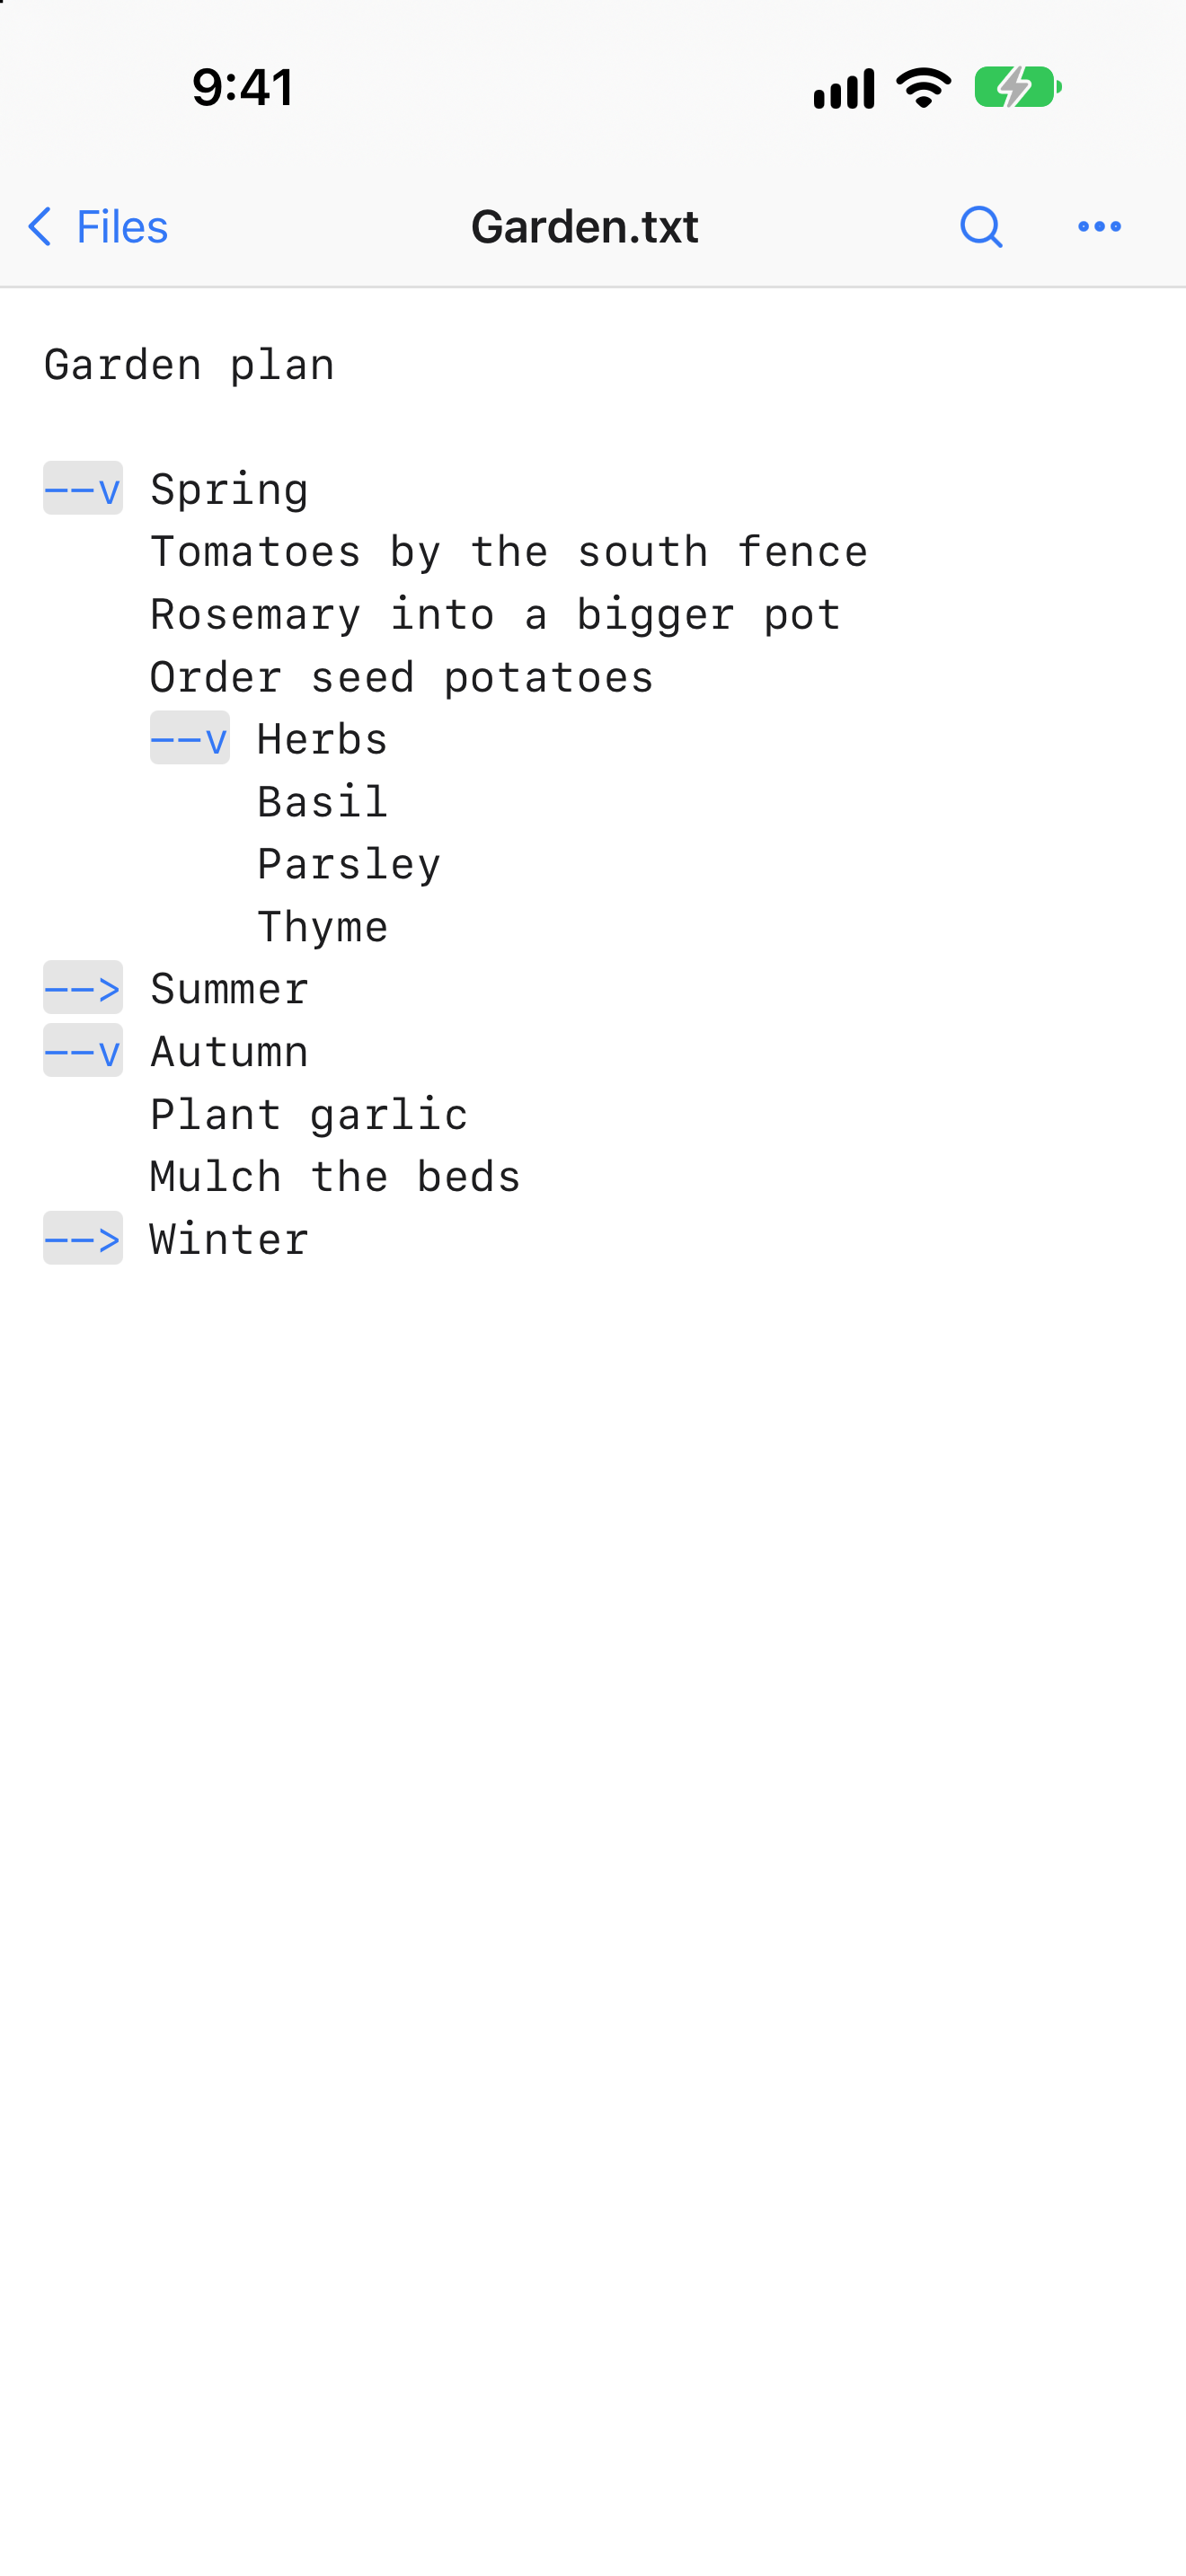 9:41
Files Garden.txt
Garden plan
--v Spring
Tomatoes by the south fence
Rosemary into a bigger pot
Order seed potatoes
--v Herbs
Basil
Parsley
Thyme
--> Summer
--v Autumn
Plant garlic
Mulch the beds
--> Winter